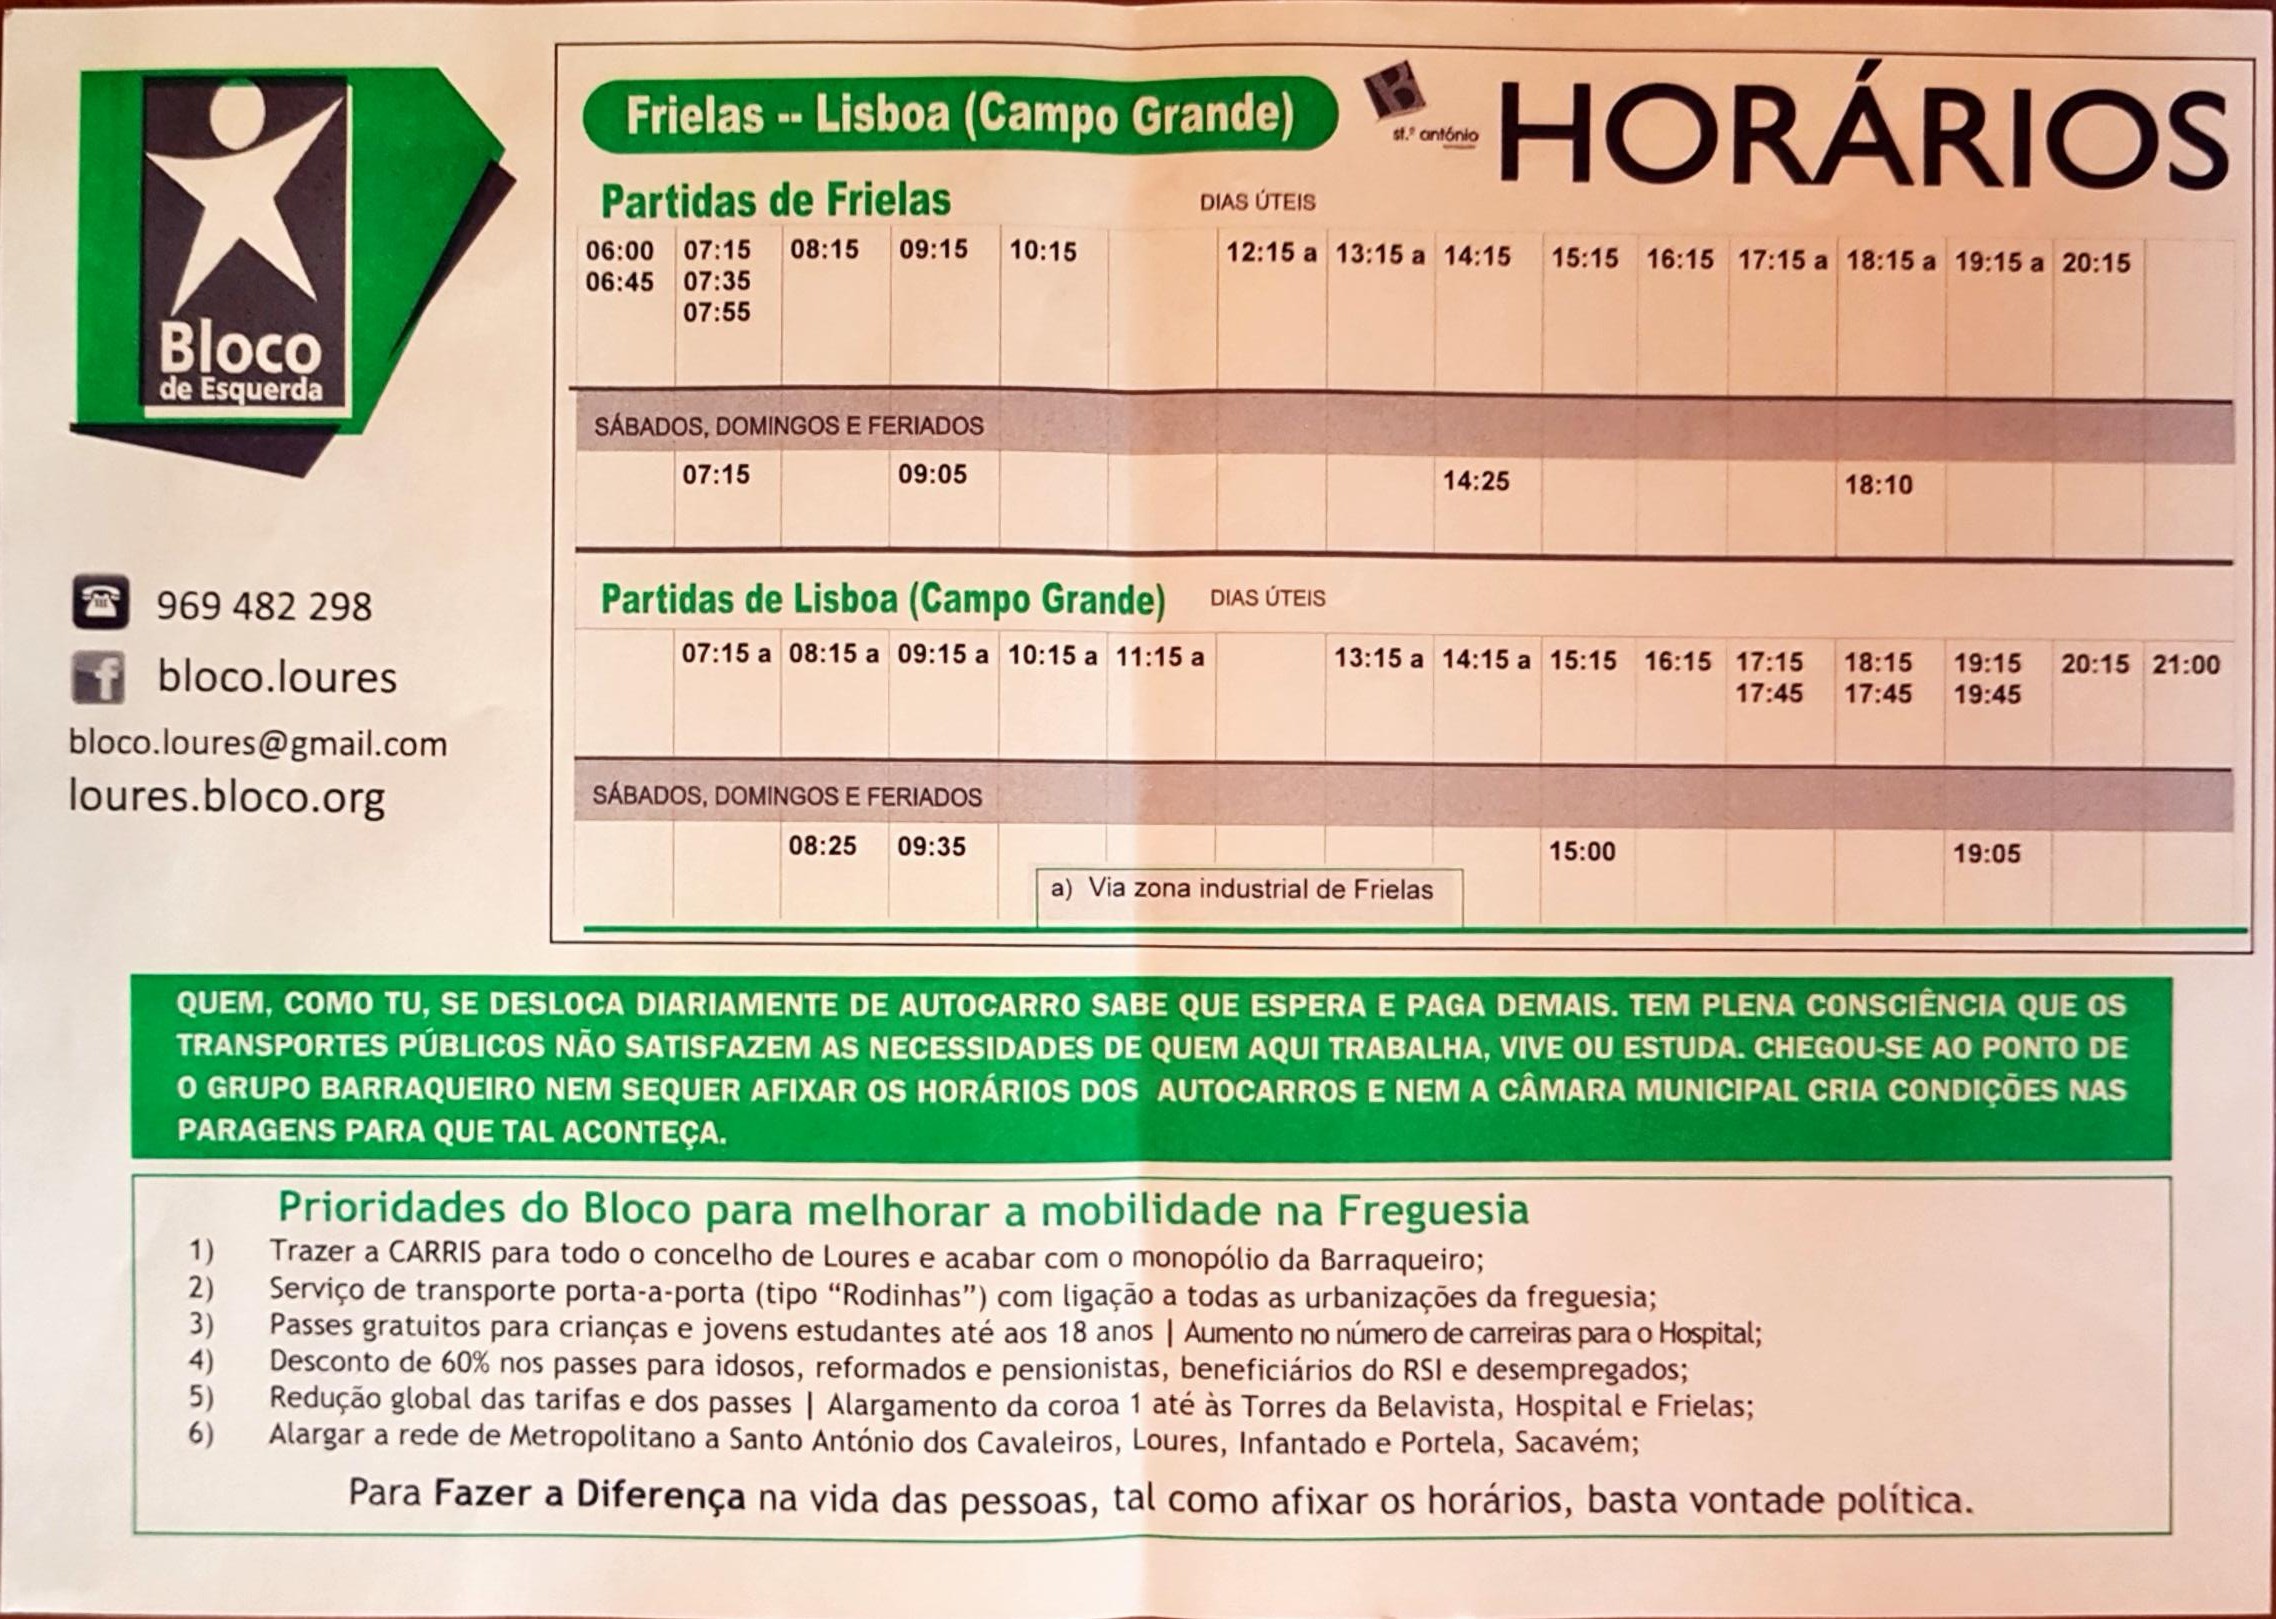 Bloco
de Esquerda
969 482 298
bloco.loures
bloco.loures@gmail.com
loures.bloco.org
Frielas -- Lisboa (Campo Grande)
B
st.º antónio
HORÁRIOS
Partidas de Frielas DIAS ÚTEIS
06:00 07:15 08:15 09:15 10:15 12:15 a 13:15 a 14:15 15:15 16:15 17:15 a 18:15 a 19:15 a 20:15
06:45 07:35
07:55
SÁBADOS, DOMINGOS E FERIADOS
07:15 09:05 14:25 18:10
Partidas de Lisboa (Campo Grande) DIAS ÚTEIS
07:15 a 08:15 a 09:15 a 10:15 a 11:15 a 13:15 a 14:15 a 15:15 16:15 17:15 18:15 19:15 20:15 21:00
17:45 17:45 19:45
SÁBADOS, DOMINGOS E FERIADOS
08:25 09:35 15:00 19:05
a) Via zona industrial de Frielas
QUEM, COMO TU, SE DESLOCA DIARIAMENTE DE AUTOCARRO SABE QUE ESPERA E PAGA DEMAIS. TEM PLENA CONSCIÊNCIA QUE OS
TRANSPORTES PÚBLICOS NÃO SATISFAZEM AS NECESSIDADES DE QUEM AQUI TRABALHA, VIVE OU ESTUDA. CHEGOU-SE AO PONTO DE
O GRUPO BARRAQUEIRO NEM SEQUER AFIXAR OS HORÁRIOS DOS AUTOCARROS E NEM A CÂMARA MUNICIPAL CRIA CONDIÇÕES NAS
PARAGENS PARA QUE TAL ACONTEÇA.
Prioridades do Bloco para melhorar a mobilidade na Freguesia
1) Trazer a CARRIS para todo o concelho de Loures e acabar com o monopólio da Barraqueiro;
2) Serviço de transporte porta-a-porta (tipo “Rodinhas”) com ligação a todas as urbanizações da freguesia;
3) Passes gratuitos para crianças e jovens estudantes até aos 18 anos | Aumento no número de carreiras para o Hospital;
4) Desconto de 60% nos passes para idosos, reformados e pensionistas, beneficiários do RSI e desempregados;
5) Redução global das tarifas e dos passes | Alargamento da coroa 1 até às Torres da Belavista, Hospital e Frielas;
6) Alargar a rede de Metropolitano a Santo António dos Cavaleiros, Loures, Infantado e Portela, Sacavém;
Para Fazer a Diferença na vida das pessoas, tal como afixar os horários, basta vontade política.